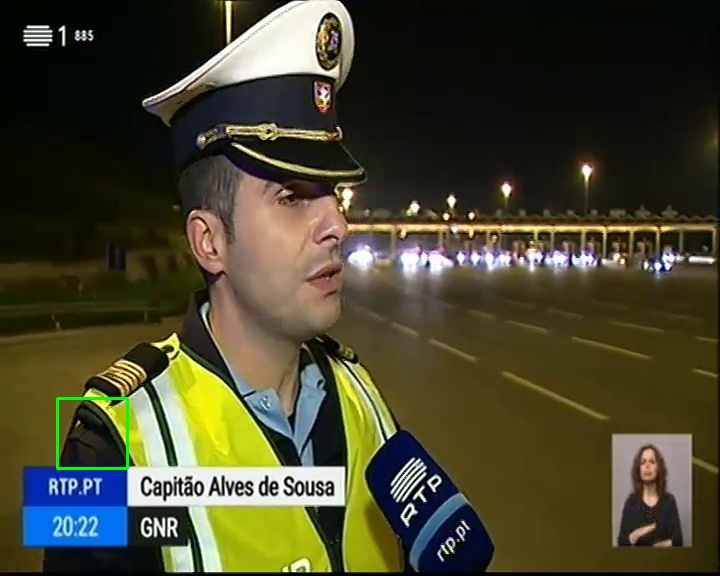 1 885
RTP.PT
Capitão Alves de Sousa
20:22
GNR
RTP
rtp.pt